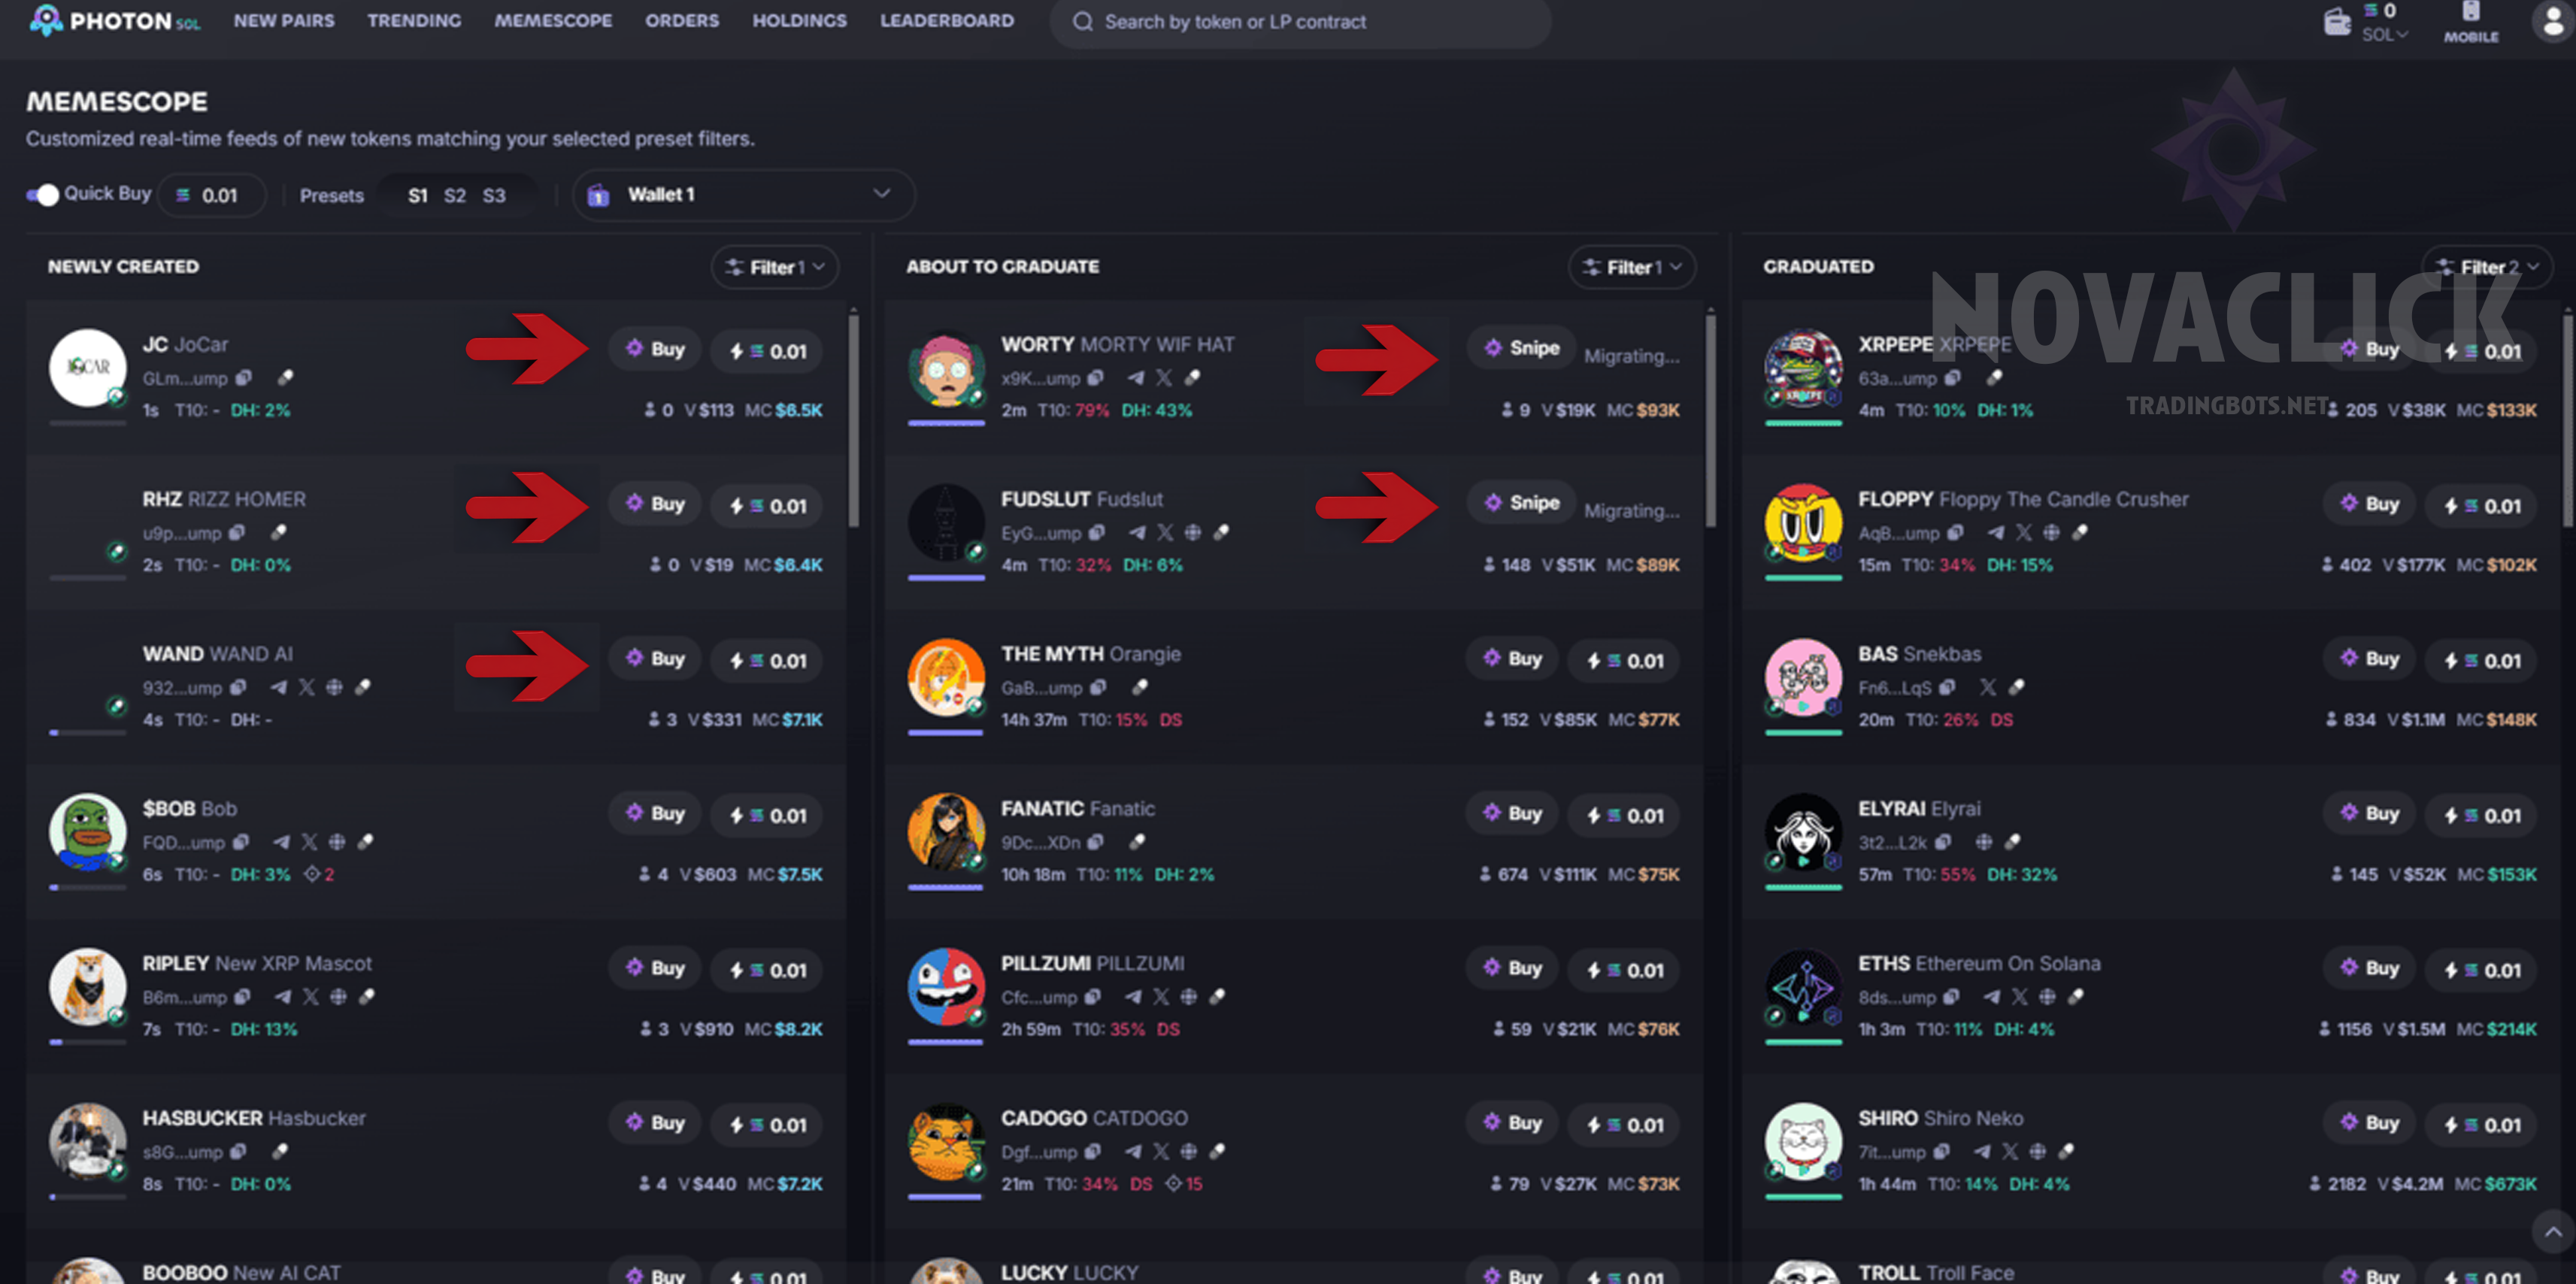 PHOTON SOL NEW PAIRS TRENDING MEMESCOPE ORDERS HOLDINGS LEADERBOARD Search by token or LP contract 0 SOL MOBILE
MEMESCOPE
Customized real-time feeds of new tokens matching your selected preset filters.
Quick Buy 0.01 Presets S1 S2 S3 1 Wallet 1
NEWLY CREATED Filter 1
JOCAR
JC JoCar Buy 0.01
GLm...ump
1s T10: - DH: 2% 0 V $113 MC $6.5K
RHZ RIZZ HOMER Buy 0.01
u9p...ump
2s T10: - DH: 0% 0 V $19 MC $6.4K
WAND WAND AI Buy 0.01
932...ump
4s T10: - DH: - 3 V $331 MC $7.1K
$BOB Bob Buy 0.01
FQD...ump
6s T10: - DH: 3% 2 4 V $603 MC $7.5K
RIPLEY New XRP Mascot Buy 0.01
B6m...ump
7s T10: - DH: 13% 3 V $910 MC $8.2K
HASBUCKER Hasbucker Buy 0.01
s8G...ump
8s T10: - DH: 0% 4 V $440 MC $7.2K
BOOBOO New AI CAT Buy 0.01
ABOUT TO GRADUATE Filter 1
WORTY MORTY WIF HAT Snipe Migrating...
x9K...ump
2m T10: 79% DH: 43% 9 V $19K MC $93K
FUDSLUT Fudslut Snipe Migrating...
EyG...ump
4m T10: 32% DH: 6% 148 V $51K MC $89K
THE MYTH Orangie Buy 0.01
GaB...ump
14h 37m T10: 15% DS 152 V $85K MC $77K
FANATIC Fanatic Buy 0.01
9Dc...XDn
10h 18m T10: 11% DH: 2% 674 V $111K MC $75K
PILLZUMI PILLZUMI Buy 0.01
Cfc...ump
2h 59m T10: 35% DS 59 V $21K MC $76K
CADOGO CATDOGO Buy 0.01
Dgf...ump
21m T10: 34% DS 15 79 V $27K MC $73K
LUCKY LUCKY Buy 0.01
GRADUATED Filter 2
NOVACLICK
TRADINGBOTS.NET
XRPEPE XRPEPE Buy 0.01
XRPEPE
63a...ump
4m T10: 10% DH: 1% 205 V $38K MC $133K
FLOPPY Floppy The Candle Crusher Buy 0.01
AqB...ump
15m T10: 34% DH: 15% 402 V $177K MC $102K
BAS Snekbas Buy 0.01
Fn6...LqS
20m T10: 26% DS 834 V $1.1M MC $148K
ELYRAI Elyrai Buy 0.01
3t2...L2k
57m T10: 55% DH: 32% 145 V $52K MC $153K
ETHS Ethereum On Solana Buy 0.01
8ds...ump
1h 3m T10: 11% DH: 4% 1156 V $1.5M MC $214K
SHIRO Shiro Neko Buy 0.01
7it...ump
1h 44m T10: 14% DH: 4% 2182 V $4.2M MC $673K
TROLL Troll Face Buy 0.01